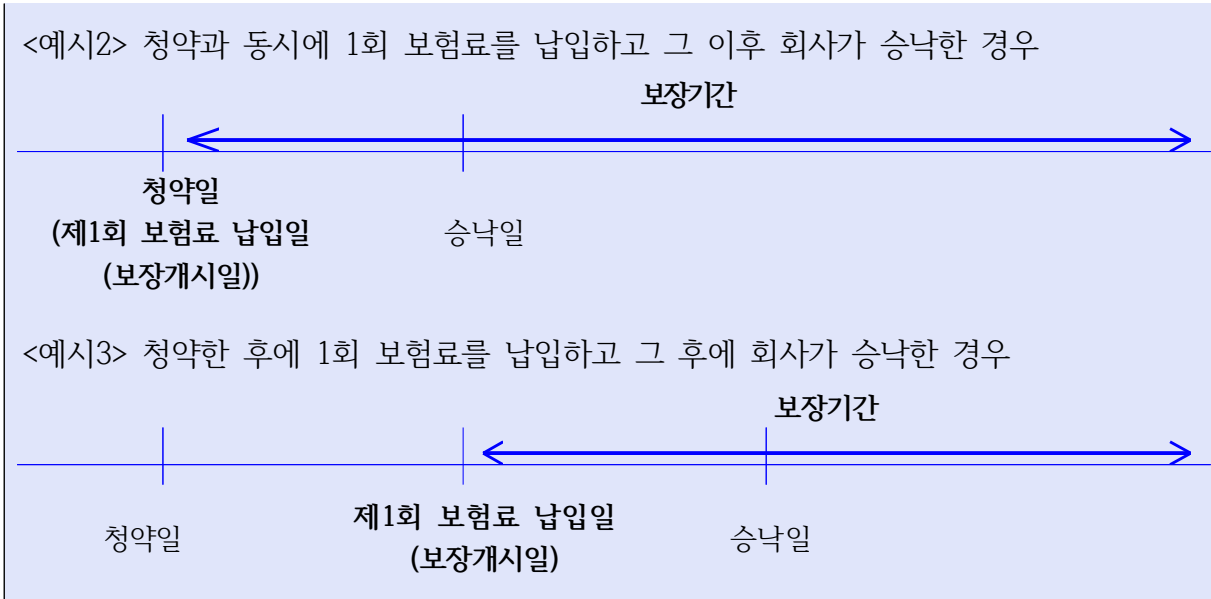 <예시2> 청약과 동시에 1회 보험료를 납입하고 그 이후 회사가 승낙한 경우
보장기간
청약일
(제1회 보험료 납입일
(보장개시일))
승낙일
<예시3> 청약한 후에 1회 보험료를 납입하고 그 후에 회사가 승낙한 경우
보장기간
청약일
제1회 보험료 납입일
(보장개시일)
승낙일